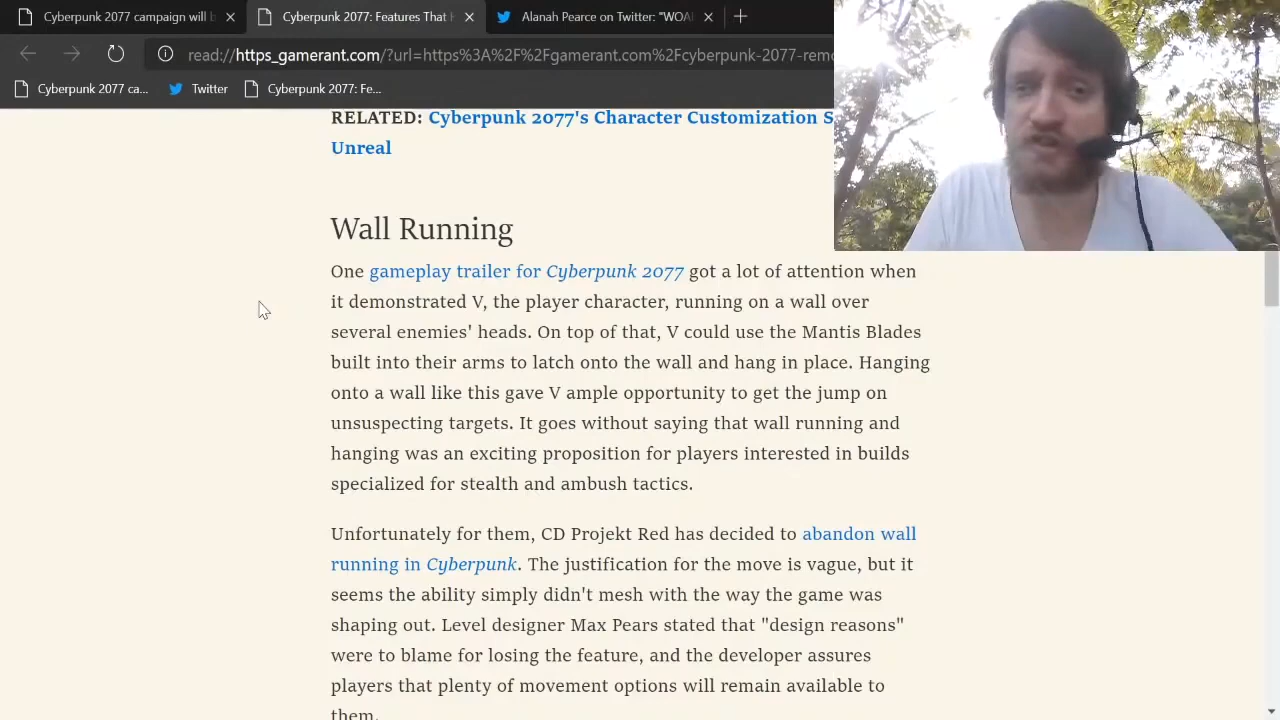 Cyberpunk 2077 campaign will b
Cyberpunk 2077: Features That H
Alanah Pearce on Twitter: "WOA
read://https_gamerant.com/?url=https%3A%2F%2Fgamerant.com%2Fcyberpunk-2077-remo
Cyberpunk 2077 ca...
Twitter
Cyberpunk 2077: Fe...
RELATED: Cyberpunk 2077's Character Customization S
Unreal
Wall Running
One gameplay trailer for Cyberpunk 2077 got a lot of attention when
it demonstrated V, the player character, running on a wall over
several enemies' heads. On top of that, V could use the Mantis Blades
built into their arms to latch onto the wall and hang in place. Hanging
onto a wall like this gave V ample opportunity to get the jump on
unsuspecting targets. It goes without saying that wall running and
hanging was an exciting proposition for players interested in builds
specialized for stealth and ambush tactics.
Unfortunately for them, CD Projekt Red has decided to abandon wall
running in Cyberpunk. The justification for the move is vague, but it
seems the ability simply didn't mesh with the way the game was
shaping out. Level designer Max Pears stated that "design reasons"
were to blame for losing the feature, and the developer assures
players that plenty of movement options will remain available to
them.